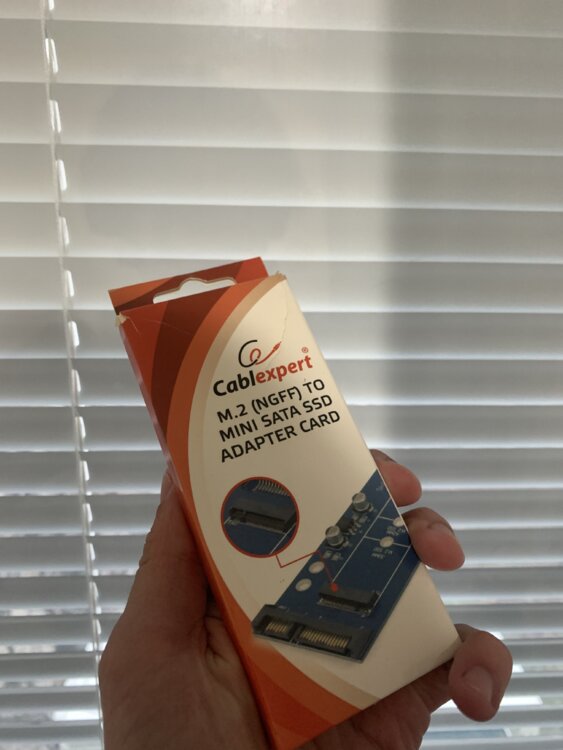 Cablexpert®
M.2 (NGFF) TO
MINI SATA SSD
ADAPTER CARD